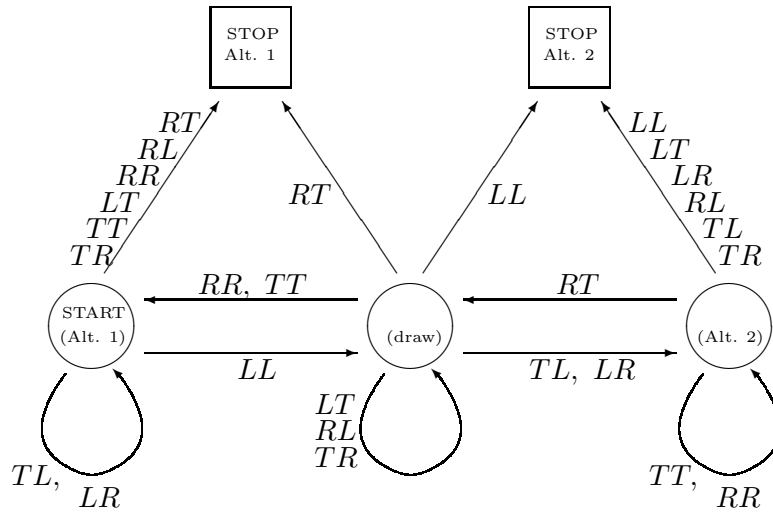 STOP
Alt. 1
STOP
Alt. 2
RT
RL
RR
LT
TT
TR
RT
LL
LL
LT
LR
RL
TL
TR
START
(Alt. 1)
RR, TT
LL
(draw)
RT
TL, LR
(Alt. 2)
TL,
LR
LT
RL
TR
TT,
RR